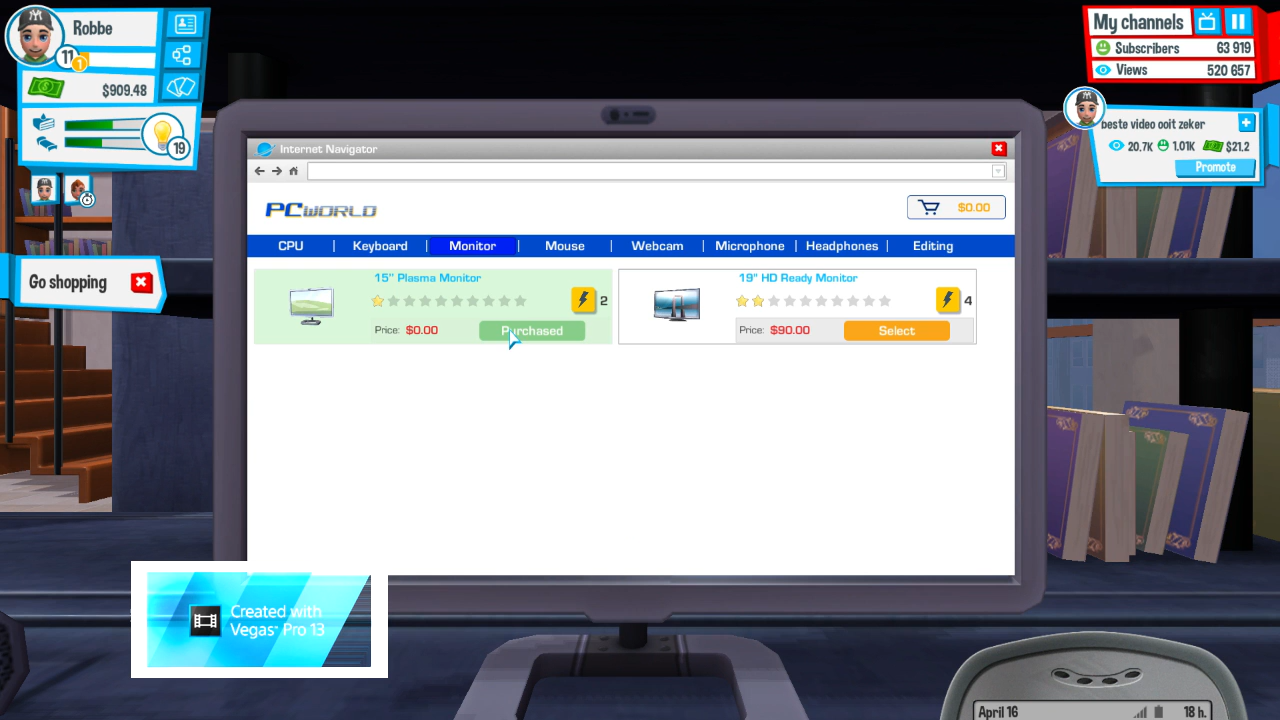 Robbe
11
1
$909.48
19
Go shopping
My channels
Subscribers 63 919
Views 520 657
beste video ooit zeker
20.7K 1.01K $21.2
Promote
Internet Navigator
PCWORLD
$0.00
CPU | Keyboard | Monitor | Mouse | Webcam | Microphone | Headphones | Editing
15" Plasma Monitor
2
Price: $0.00 Purchased
19" HD Ready Monitor
4
Price: $90.00 Select
Created with
Vegas® Pro 13
April 16 18 h.